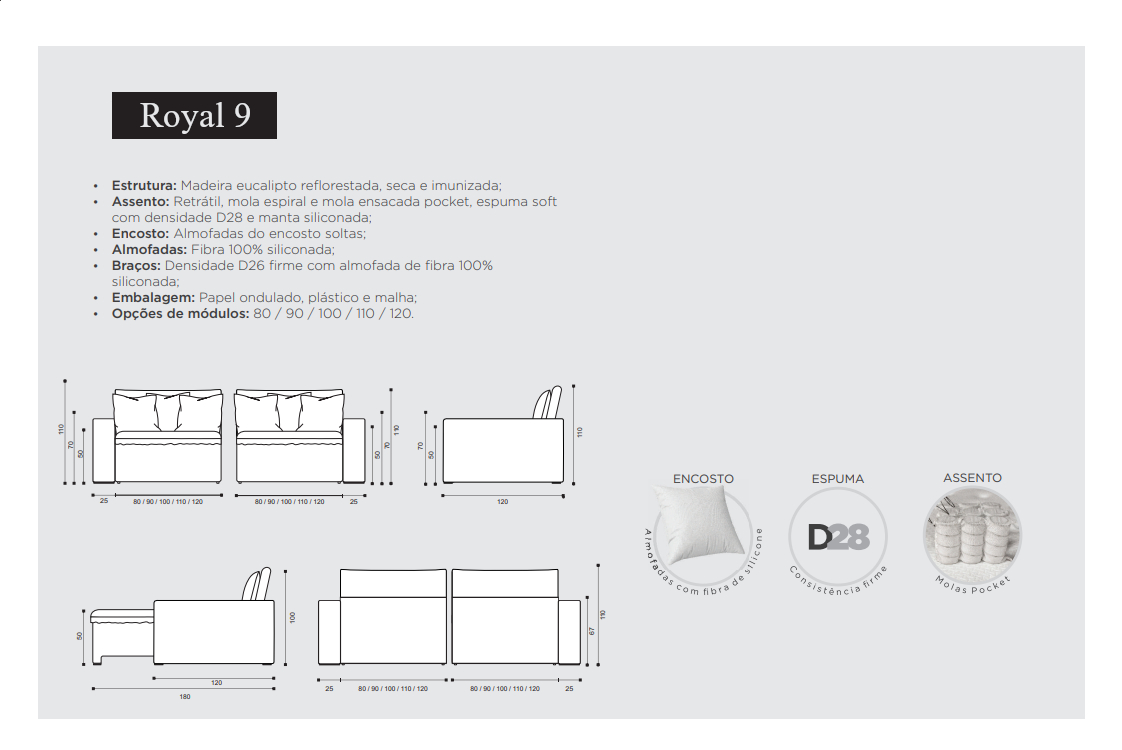 Royal 9
• Estrutura: Madeira eucalipto reflorestada, seca e imunizada;
• Assento: Retrátil, mola espiral e mola ensacada pocket, espuma soft
com densidade D28 e manta siliconada;
• Encosto: Almofadas do encosto soltas;
• Almofadas: Fibra 100% siliconada;
• Braços: Densidade D26 firme com almofada de fibra 100%
siliconada;
• Embalagem: Papel ondulado, plástico e malha;
• Opções de módulos: 80 / 90 / 100 / 110 / 120.
110
70
50
50
70
110
25
80 / 90 / 100 / 110 / 120
80 / 90 / 100 / 110 / 120
25
70
50
110
120
ENCOSTO
Almofadas com fibra de silicone
ESPUMA
D28
Consistência firme
ASSENTO
Molas Pocket
50
100
120
180
67
110
25
80 / 90 / 100 / 110 / 120
80 / 90 / 100 / 110 / 120
25